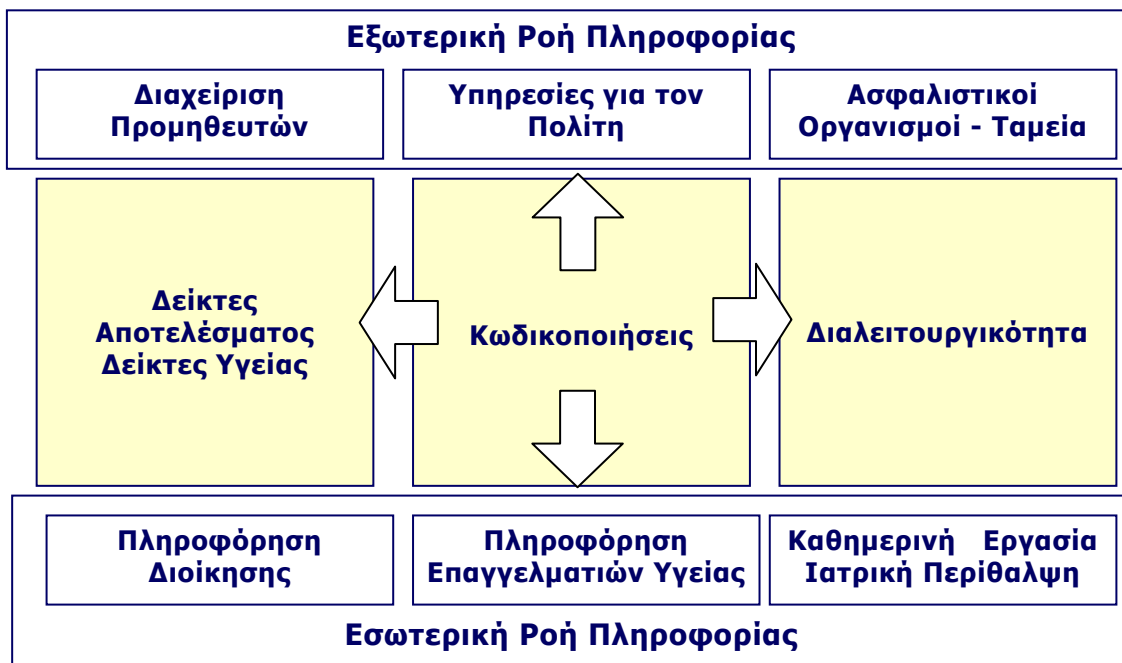 Εξωτερική Ροή Πληροφορίας
Διαχείριση
Προμηθευτών
Υπηρεσίες για τον
Πολίτη
Ασφαλιστικοί
Οργανισμοί - Ταμεία
Δείκτες
Αποτελέσματος
Δείκτες Υγείας
Κωδικοποιήσεις
Διαλειτουργικότητα
Πληροφόρηση
Διοίκησης
Πληροφόρηση
Επαγγελματιών Υγείας
Καθημερινή Εργασία
Ιατρική Περίθαλψη
Εσωτερική Ροή Πληροφορίας